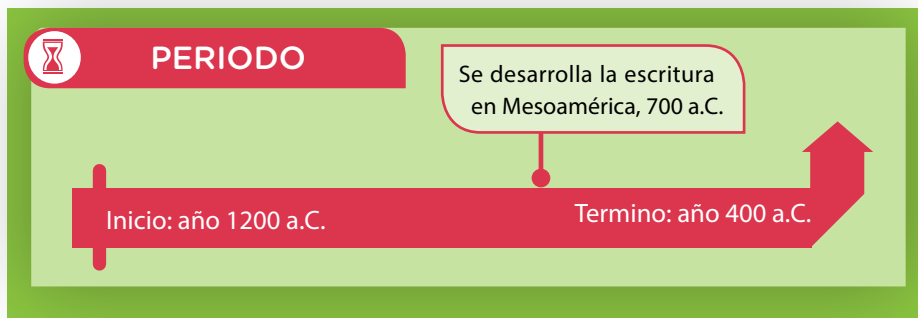 PERIODO
Se desarrolla la escritura
en Mesoamérica, 700 a.C.
Inicio: año 1200 a.C.
Termino: año 400 a.C.